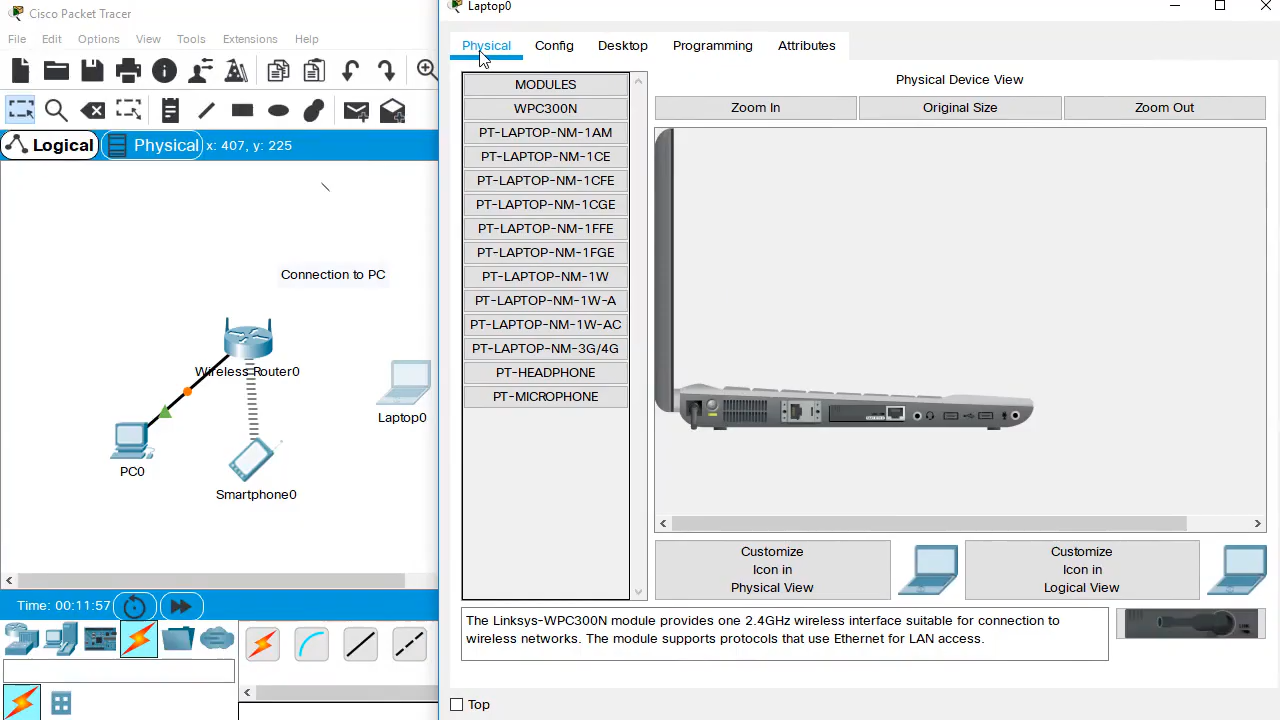 Cisco Packet Tracer
File Edit Options View Tools Extensions Help
Logical
Physical
x: 407, y: 225
Connection to PC
Wireless Router0
Laptop0
PC0
Smartphone0
Time: 00:11:57
Laptop0
Physical Config Desktop Programming Attributes
MODULES
WPC300N
PT-LAPTOP-NM-1AM
PT-LAPTOP-NM-1CE
PT-LAPTOP-NM-1CFE
PT-LAPTOP-NM-1CGE
PT-LAPTOP-NM-1FFE
PT-LAPTOP-NM-1FGE
PT-LAPTOP-NM-1W
PT-LAPTOP-NM-1W-A
PT-LAPTOP-NM-1W-AC
PT-LAPTOP-NM-3G/4G
PT-HEADPHONE
PT-MICROPHONE
Physical Device View
Zoom In
Original Size
Zoom Out
Customize
Icon in
Physical View
Customize
Icon in
Logical View
The Linksys-WPC300N module provides one 2.4GHz wireless interface suitable for connection to
wireless networks. The module supports protocols that use Ethernet for LAN access.
Top